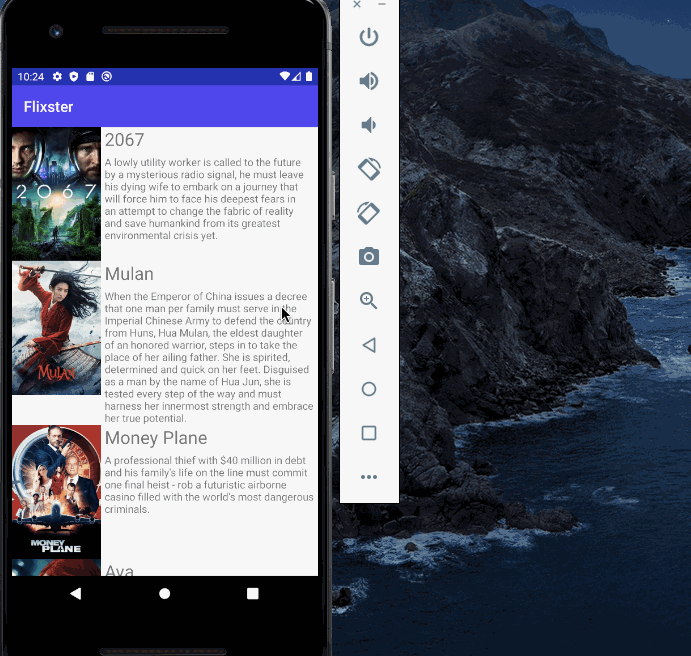 10:24
Flixster
2067
2067
A lowly utility worker is called to the future
by a mysterious radio signal, he must leave
his dying wife to embark on a journey that
will force him to face his deepest fears in
an attempt to change the fabric of reality
and save humankind from its greatest
environmental crisis yet.
MULAN
Mulan
When the Emperor of China issues a decree
that one man per family must serve in the
Imperial Chinese Army to defend the country
from Huns, Hua Mulan, the eldest daughter
of an honored warrior, steps in to take the
place of her ailing father. She is spirited,
determined and quick on her feet. Disguised
as a man by the name of Hua Jun, she is
tested every step of the way and must
harness her innermost strength and embrace
her true potential.
MONEY
PLANE
Money Plane
A professional thief with $40 million in debt
and his family's life on the line must commit
one final heist - rob a futuristic airborne
casino filled with the world's most dangerous
criminals.
Ava